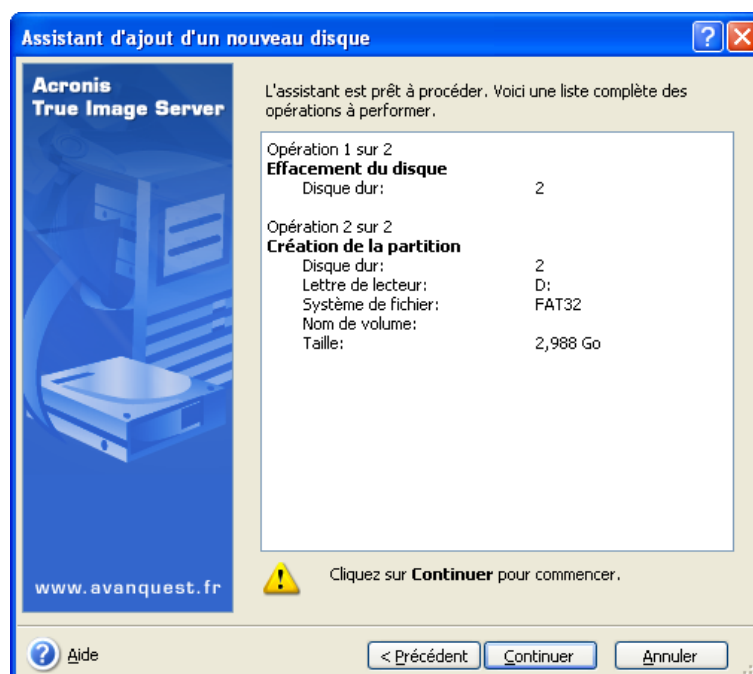 Assistant d'ajout d'un nouveau disque
Acronis
True Image Server
L'assistant est prêt à procéder. Voici une liste complète des
opérations à performer.
Opération 1 sur 2
Effacement du disque
Disque dur: 2
Opération 2 sur 2
Création de la partition
Disque dur: 2
Lettre de lecteur: D:
Système de fichier: FAT32
Nom de volume:
Taille: 2,988 Go
www.avanquest.fr
Cliquez sur Continuer pour commencer.
Aide
< Précédent
Continuer
Annuler